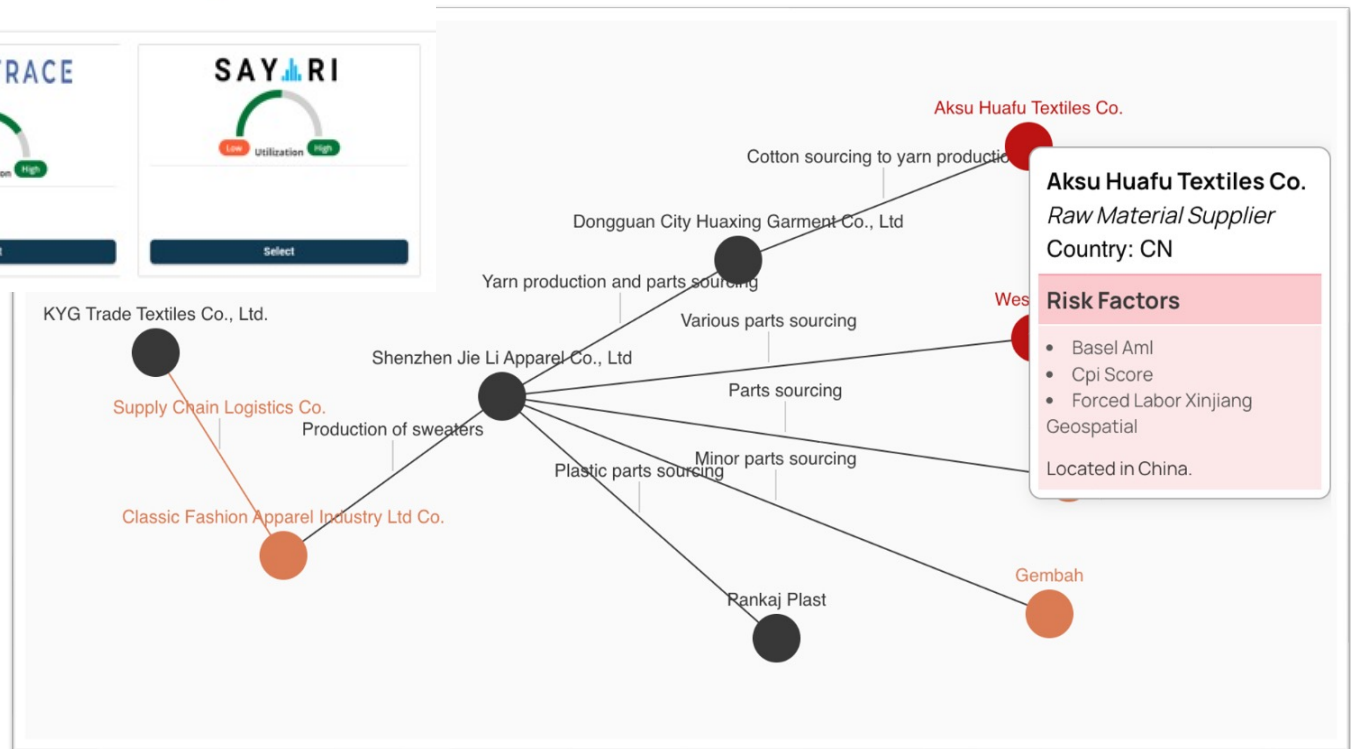 RACE
SAYARI
Low
Utilization
High
High
Select
Aksu Huafu Textiles Co.
Cotton sourcing to yarn
Dongguan City Huaxing Garment Co., Ltd
Yarn production and parts sourcing
Various parts sourcing
KYG Trade Textiles Co., Ltd.
Shenzhen Jie Li Apparel Co., Ltd
Parts sourcing
Supply Chain Logistics Co.
Production of sweaters
Minor parts sourcing
Plastic parts sourcing
Classic Fashion Apparel Industry Ltd Co.
Gembah
Pankaj Plast
Aksu Huafu Textiles Co.
Raw Material Supplier
Country: CN
Risk Factors
• Basel Aml
• Cpi Score
• Forced Labor Xinjiang
Geospatial
Located in China.